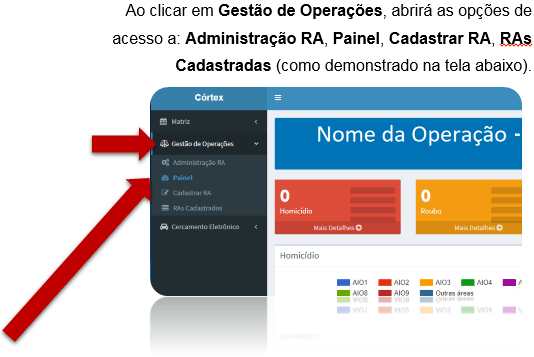 Ao clicar em Gestão de Operações, abrirá as opções de
acesso a: Administração RA, Painel, Cadastrar RA, RAs
Cadastradas (como demonstrado na tela abaixo).
Córtex
Matriz
Gestão de Operações
Administração RA
Painel
Cadastrar RA
RAs Cadastrados
Cercamento Eletrônico
Nome da Operação -
0
Homicídio
Mais Detalhes
0
Roubo
Mais Detalhes
Homicídio
AIO1 AIO2 AIO3 AIO4 A
AIO8 AIO9 Outras áreas